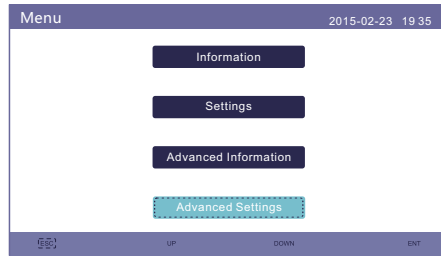 Menu 2015-02-23 19 35
Information
Settings
Advanced Information
Advanced Settings
ESC UP DOWN ENT